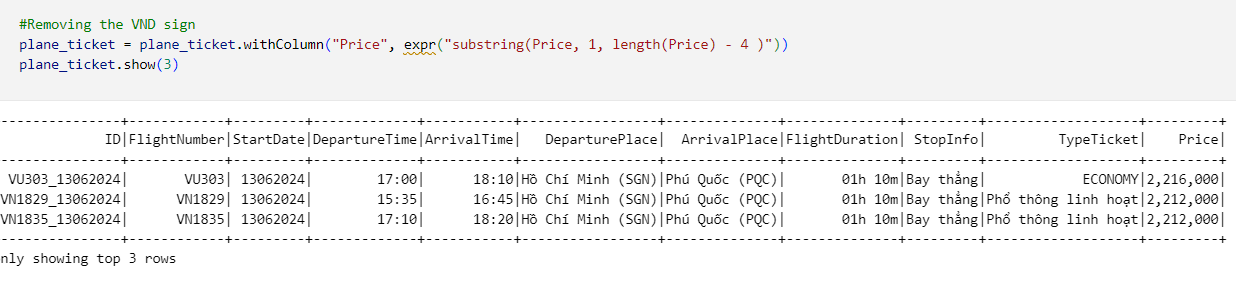 #Removing the VND sign
plane_ticket = plane_ticket.withColumn("Price", expr("substring(Price, 1, length(Price) - 4 )"))
plane_ticket.show(3)
---------------+------------+---------+-------------+-----------+-----------------+--------------+--------------+---------+-------------------+---------+
             ID|FlightNumber|StartDate|DepartureTime|ArrivalTime|   DeparturePlace|  ArrivalPlace|FlightDuration| StopInfo|         TypeTicket|    Price|
---------------+------------+---------+-------------+-----------+-----------------+--------------+--------------+---------+-------------------+---------+
 VU303_13062024|       VU303| 13062024|        17:00|      18:10|Hồ Chí Minh (SGN)|Phú Quốc (PQC)|       01h 10m|Bay thẳng|            ECONOMY|2,216,000|
VN1829_13062024|      VN1829| 13062024|        15:35|      16:45|Hồ Chí Minh (SGN)|Phú Quốc (PQC)|       01h 10m|Bay thẳng|Phổ thông linh hoạt|2,212,000|
VN1835_13062024|      VN1835| 13062024|        17:10|      18:20|Hồ Chí Minh (SGN)|Phú Quốc (PQC)|       01h 10m|Bay thẳng|Phổ thông linh hoạt|2,212,000|
---------------+------------+---------+-------------+-----------+-----------------+--------------+--------------+---------+-------------------+---------+
nly showing top 3 rows